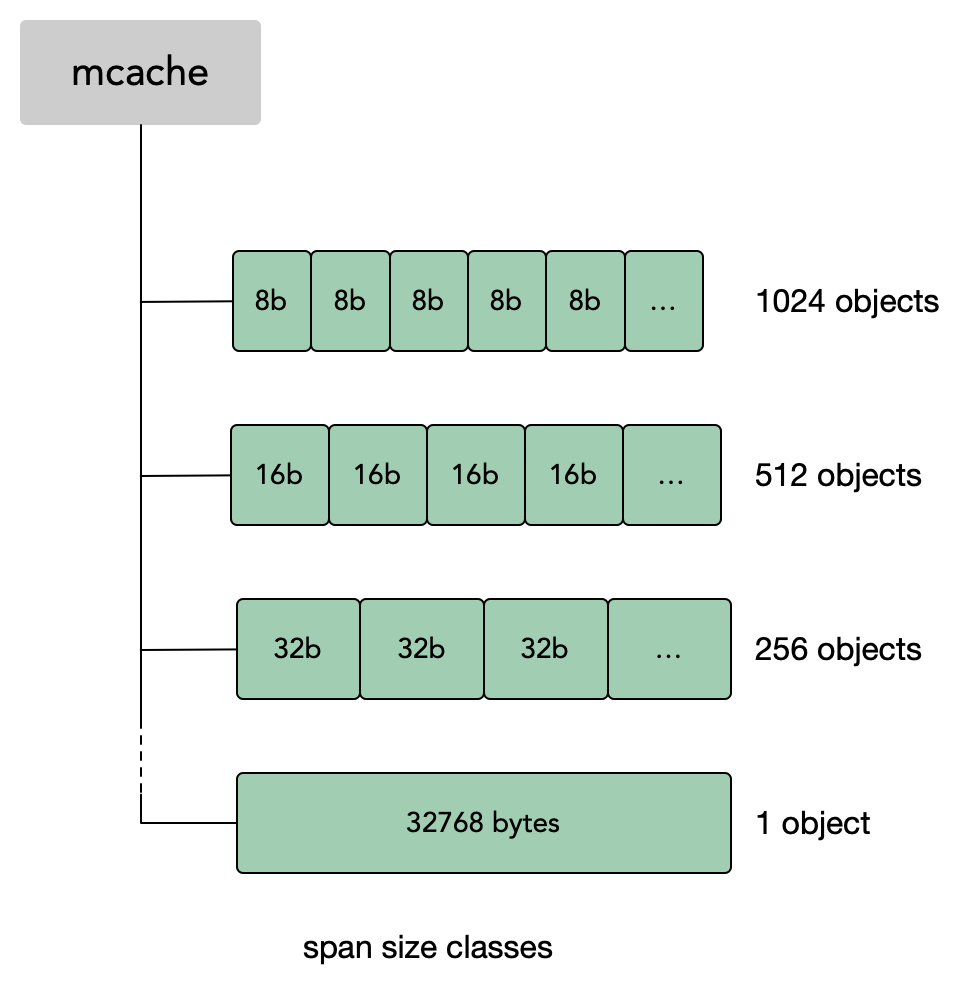 mcache
8b 8b 8b 8b 8b ... 1024 objects
16b 16b 16b 16b ... 512 objects
32b 32b 32b ... 256 objects
32768 bytes 1 object
span size classes